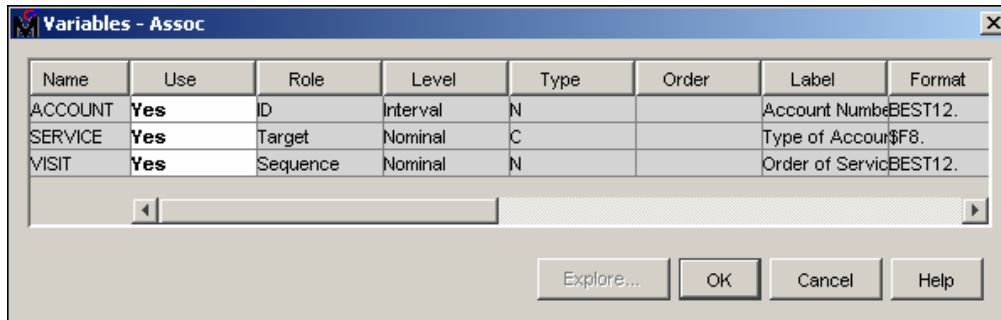 Variables - Assoc
Name Use Role Level Type Order Label Format
ACCOUNT Yes ID Interval N Account Numbe BEST12.
SERVICE Yes Target Nominal C Type of Accour $F8.
VISIT Yes Sequence Nominal N Order of Servic BEST12.
Explore... OK Cancel Help